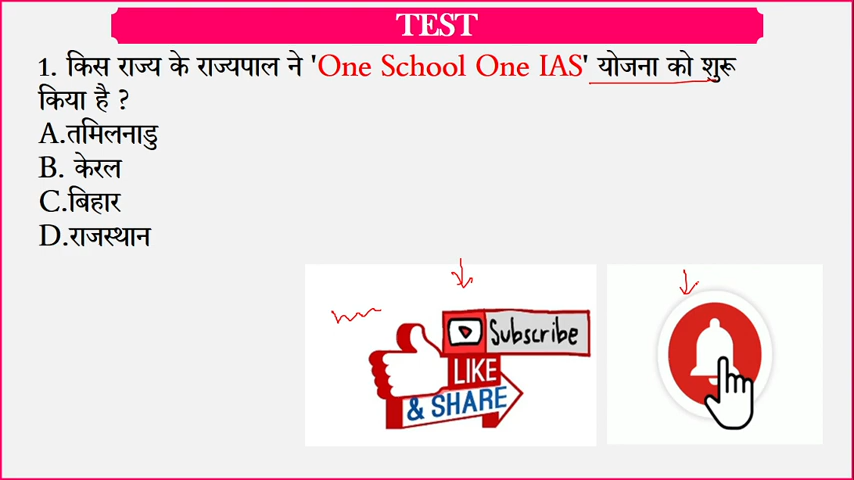 TEST
1. किस राज्य के राज्यपाल ने 'One School One IAS' योजना को शुरू
किया है ?
A.तमिलनाडु
B. केरल
C.बिहार
D.राजस्थान
Subscribe
LIKE
& SHARE